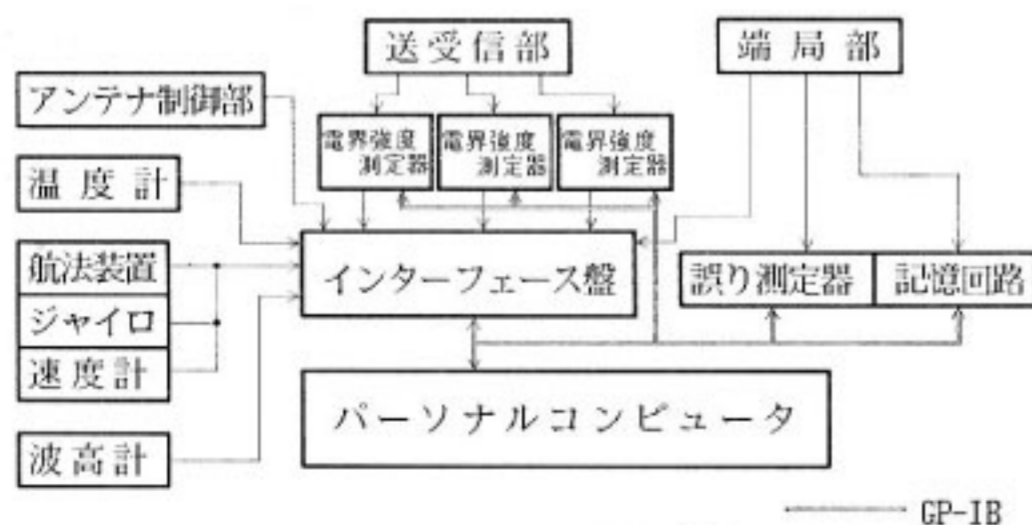 送受信部
端局部
アンテナ制御部
電界強度
測定器
電界強度
測定器
電界強度
測定器
温度計
航法装置
ジャイロ
速度計
波高計
インターフェース盤
誤り測定器
記憶回路
パーソナルコンピュータ
GP-IB